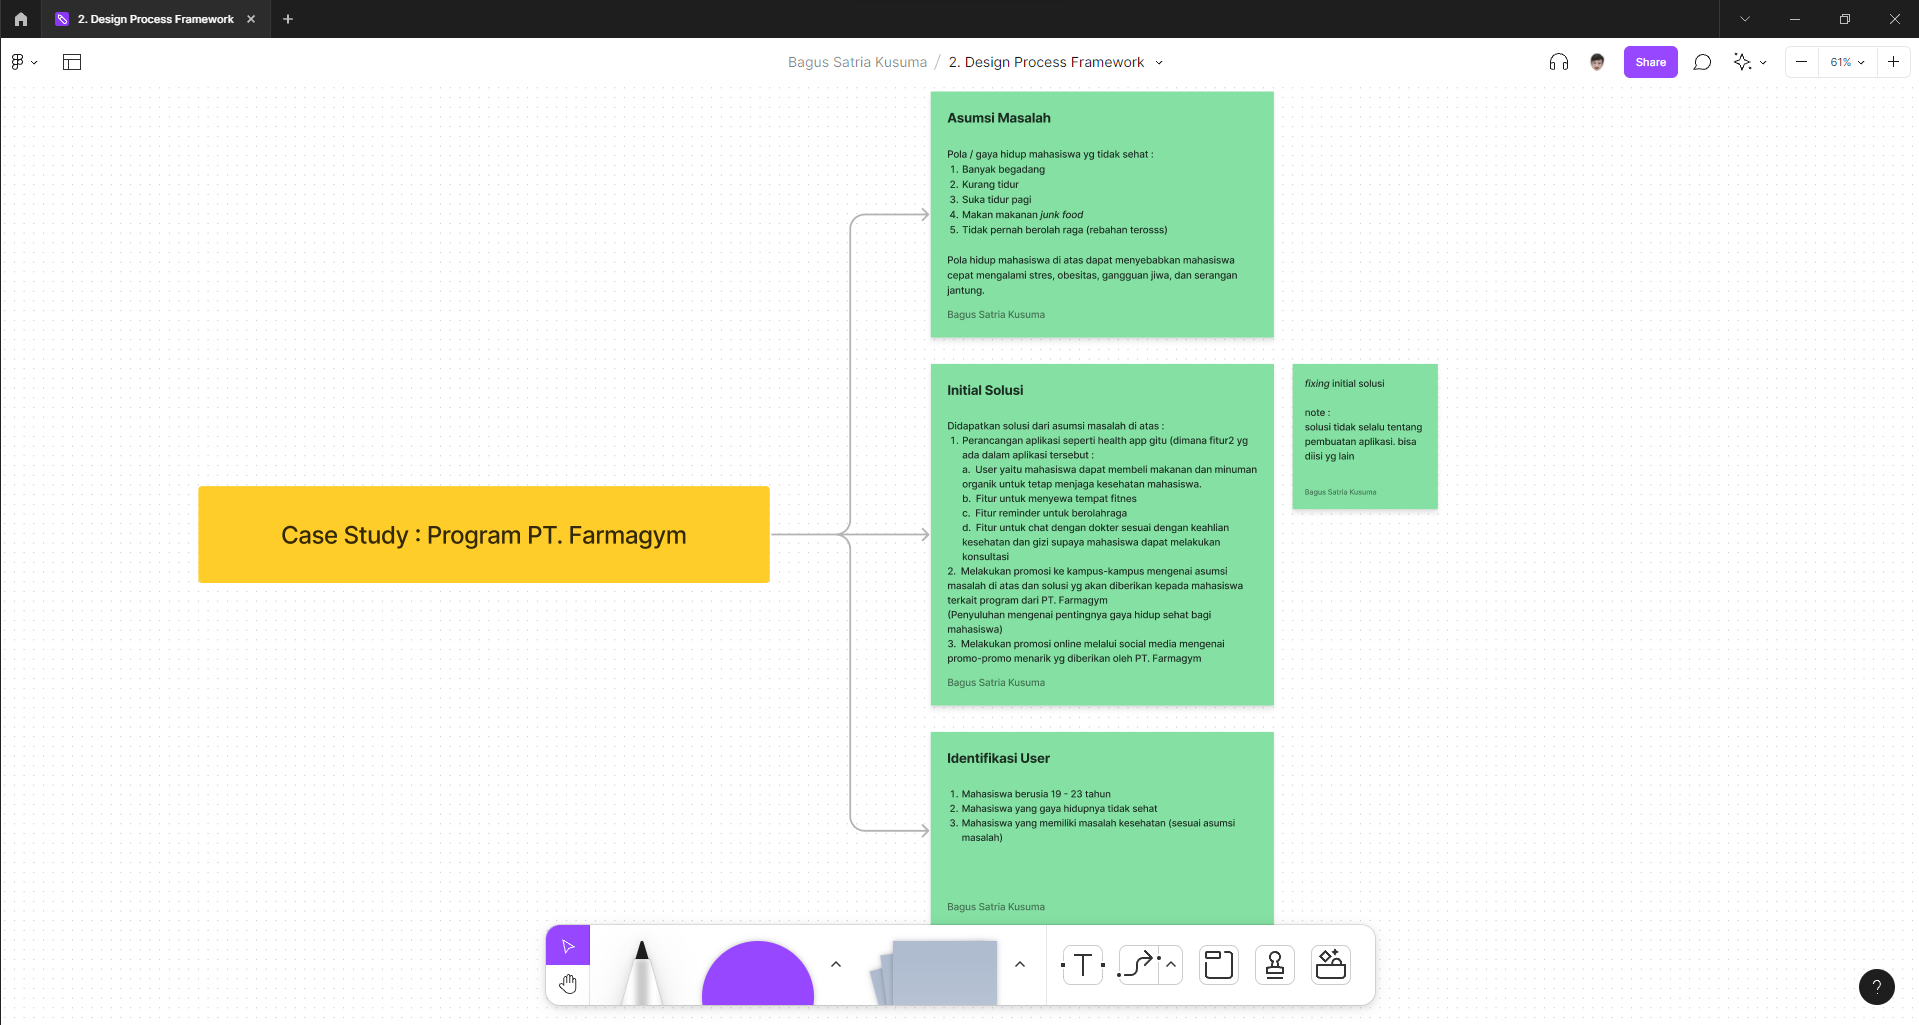 2. Design Process Framework
Bagus Satria Kusuma / 2. Design Process Framework
Share
61%
Asumsi Masalah
Pola / gaya hidup mahasiswa yg tidak sehat :
1. Banyak begadang
2. Kurang tidur
3. Suka tidur pagi
4. Makan makanan junk food
5. Tidak pernah berolah raga (rebahan terosss)
Pola hidup mahasiswa di atas dapat menyebabkan mahasiswa
cepat mengalami stres, obesitas, gangguan jiwa, dan serangan
jantung.
Bagus Satria Kusuma
Initial Solusi
Didapatkan solusi dari asumsi masalah di atas :
1. Perancangan aplikasi seperti health app gitu (dimana fitur2 yg
ada dalam aplikasi tersebut :
a. User yaitu mahasiswa dapat membeli makanan dan minuman
organik untuk tetap menjaga kesehatan mahasiswa.
b. Fitur untuk menyewa tempat fitnes
c. Fitur reminder untuk berolahraga
d. Fitur untuk chat dengan dokter sesuai dengan keahlian
kesehatan dan gizi supaya mahasiswa dapat melakukan
konsultasi
2. Melakukan promosi ke kampus-kampus mengenai asumsi
masalah di atas dan solusi yg akan diberikan kepada mahasiswa
terkait program dari PT. Farmagym
(Penyuluhan mengenai pentingnya gaya hidup sehat bagi
mahasiswa)
3. Melakukan promosi online melalui social media mengenai
promo-promo menarik yg diberikan oleh PT. Farmagym
Bagus Satria Kusuma
fixing initial solusi
note :
solusi tidak selalu tentang
pembuatan aplikasi. bisa
diisi yg lain
Bagus Satria Kusuma
Case Study : Program PT. Farmagym
Identifikasi User
1. Mahasiswa berusia 19 - 23 tahun
2. Mahasiswa yang gaya hidupnya tidak sehat
3. Mahasiswa yang memiliki masalah kesehatan (sesuai asumsi
masalah)
Bagus Satria Kusuma
T
?